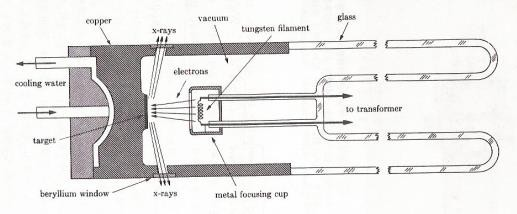 copper
x-rays
vacuum
tungsten filament
glass
electrons
cooling water
to transformer
target
beryllium window
x-rays
metal focusing cup